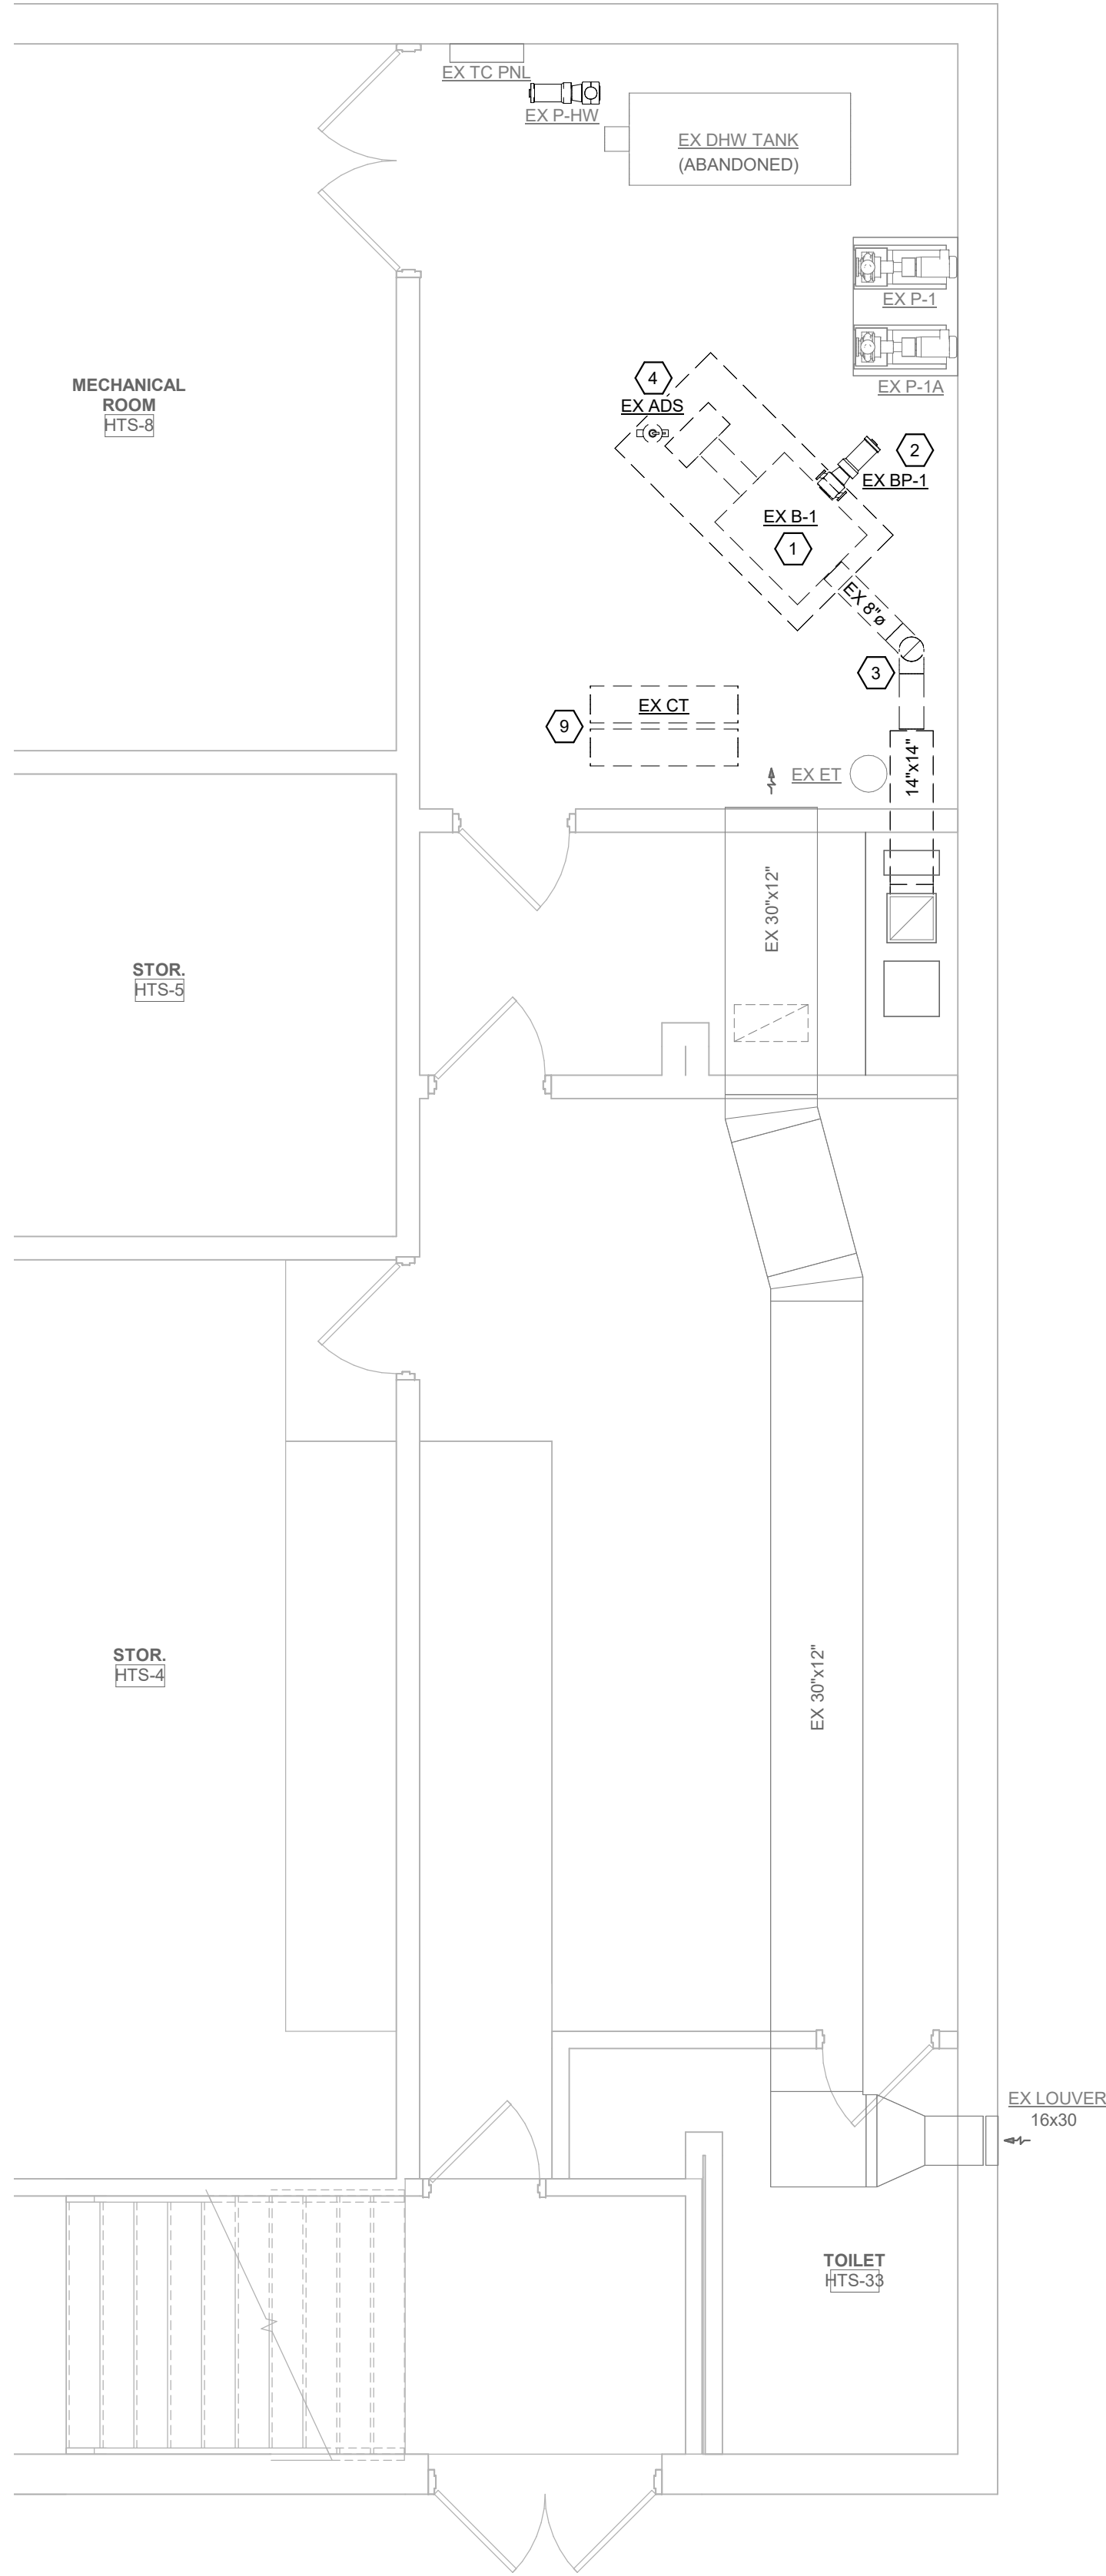 EX TC PNL
EX P-HW
EX DHW TANK
(ABANDONED)
EX P-1
EX P-1A
MECHANICAL
ROOM
HTS-8
4
EX ADS
2
EX BP-1
EX B-1
1
EX 8"ø
3
EX CT
9
14"x14"
EX ET
EX 30"x12"
STOR.
HTS-5
STOR.
HTS-4
EX 30"x12"
EX LOUVER
16x30
TOILET
HTS-33